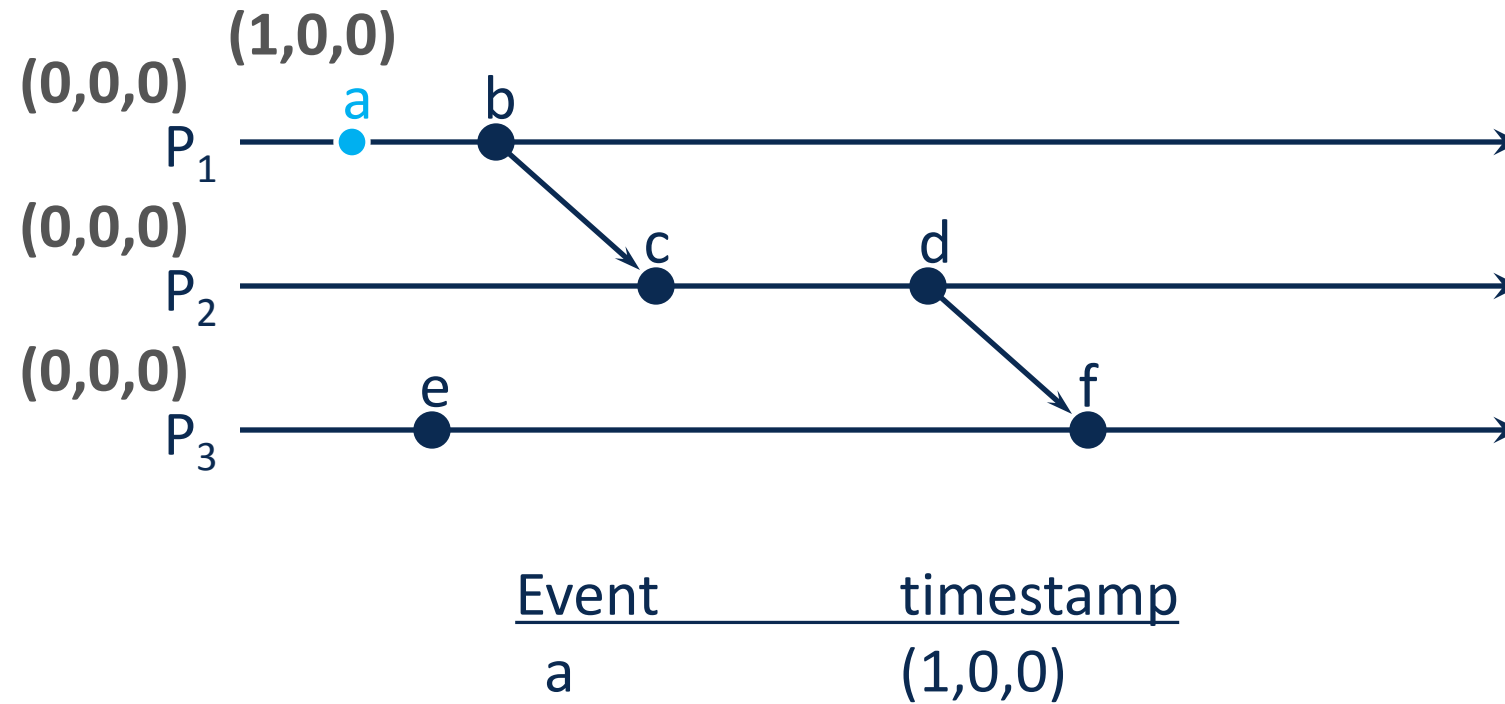 (1,0,0)
(0,0,0)
a
b
P1
(0,0,0)
c
d
P2
(0,0,0)
e
f
P3
Event timestamp
a (1,0,0)